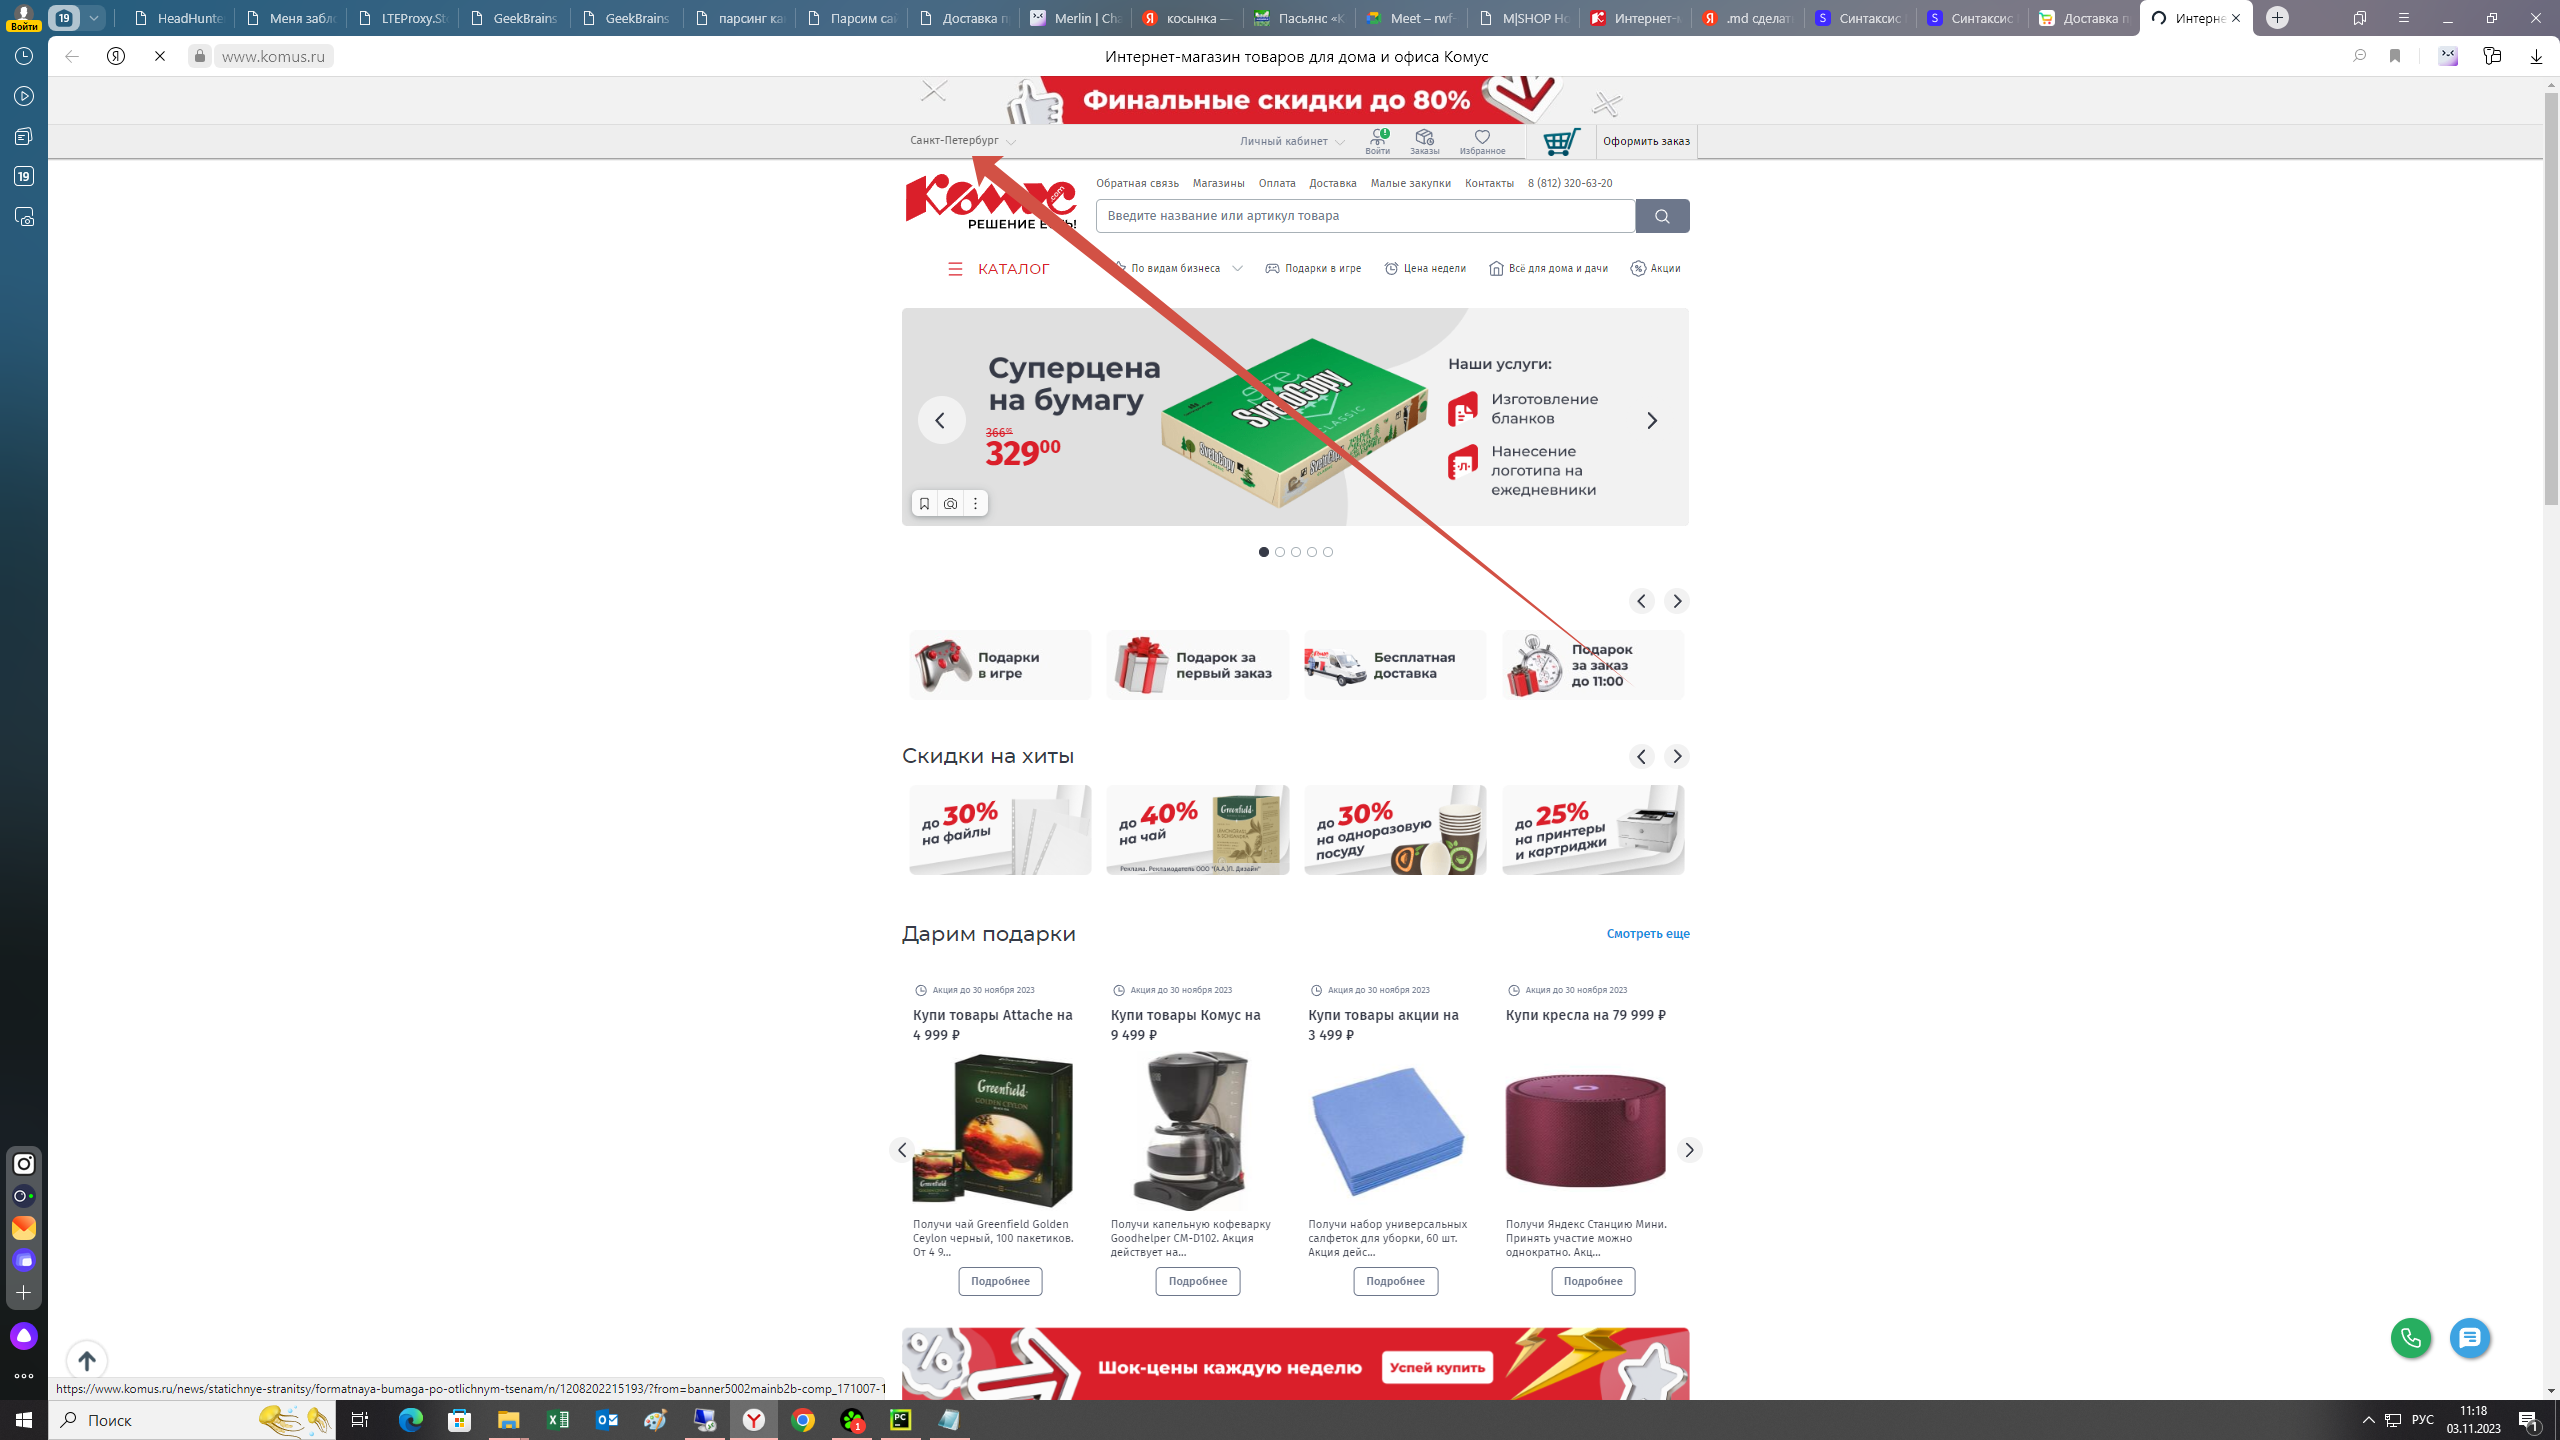 Войти
19
HeadHunte
Меня забло
LTEProxy.St
GeekBrains
GeekBrains
парсинг ка
Парсим са
Доставка п
Merlin | Cha
косынка —
Пасьянс «К
Meet – rwf-
M|SHOP Но
Интернет-м
.md сделат
Синтаксис
Синтаксис
Доставка п
Интерне
www.komus.ru
Интернет-магазин товаров для дома и офиса Комус
19
Финальные скидки до 80%
Санкт-Петербург
Личный кабинет
Войти
Заказы
Избранное
Оформить заказ
Комус
.com
РЕШЕНИЕ
Обратная связь Магазины Оплата Доставка Малые закупки Контакты 8 (812) 320-63-20
Введите название или артикул товара
КАТАЛОГ
По видам бизнеса
Подарки в игре
Цена недели
Всё для дома и дачи
Акции
Суперцена
на бумагу
366
329⁰⁰
SvetoCopy
CLASSIC
SvetoCopy
Наши услуги:
Изготовление
бланков
Нанесение
логотипа на
ежедневники
Подарки
в игре
Подарок за
первый заказ
Бесплатная
доставка
Подарок
за заказ
до 11:00
Скидки на хиты
до 30%
на файлы
до 40%
на чай
Greenfield
до 30%
на одноразовую
посуду
до 25%
на принтеры
и картриджи
Дарим подарки
Смотреть еще
Акция до 30 ноября 2023
Купи товары Attache на
4 999 ₽
Greenfield
GOLDEN CEYLON
Получи чай Greenfield Golden
Ceylon черный, 100 пакетиков.
От 4 9...
Подробнее
Акция до 30 ноября 2023
Купи товары Комус на
9 499 ₽
Получи капельную кофеварку
Goodhelper CM-D102. Акция
действует на...
Подробнее
Акция до 30 ноября 2023
Купи товары акции на
3 499 ₽
Получи набор универсальных
салфеток для уборки, 60 шт.
Акция дейс...
Подробнее
Акция до 30 ноября 2023
Купи кресла на 79 999 ₽
Получи Яндекс Станцию Мини.
Принять участие можно
однократно. Акц...
Подробнее
Шок-цены каждую неделю
Успей купить
https://www.komus.ru/news/statichnye-stranitsy/formatnaya-bumaga-po-otlichnym-tsenam/n/1208202215193/?from=banner5002mainb2b-comp_171007-1
Поиск
1
РУС
11:18
03.11.2023
1